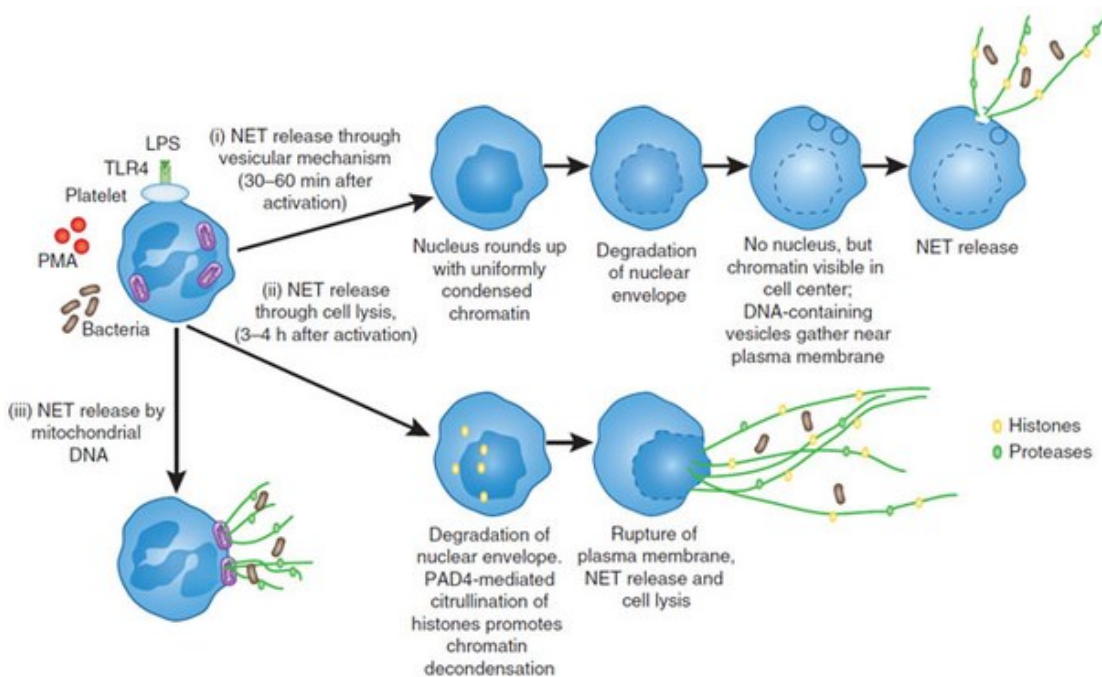 LPS
TLR4
Platelet
PMA
Bacteria
(i) NET release through
vesicular mechanism
(30–60 min after
activation)
Nucleus rounds up
with uniformly
condensed
chromatin
Degradation
of nuclear
envelope
No nucleus, but
chromatin visible in
cell center;
DNA-containing
vesicles gather near
plasma membrane
NET release
(ii) NET release
through cell lysis,
(3–4 h after activation)
Degradation of
nuclear envelope.
PAD4-mediated
citrullination of
histones promotes
chromatin
decondensation
Rupture of
plasma membrane,
NET release and
cell lysis
Histones
Proteases
(iii) NET release by
mitochondrial
DNA